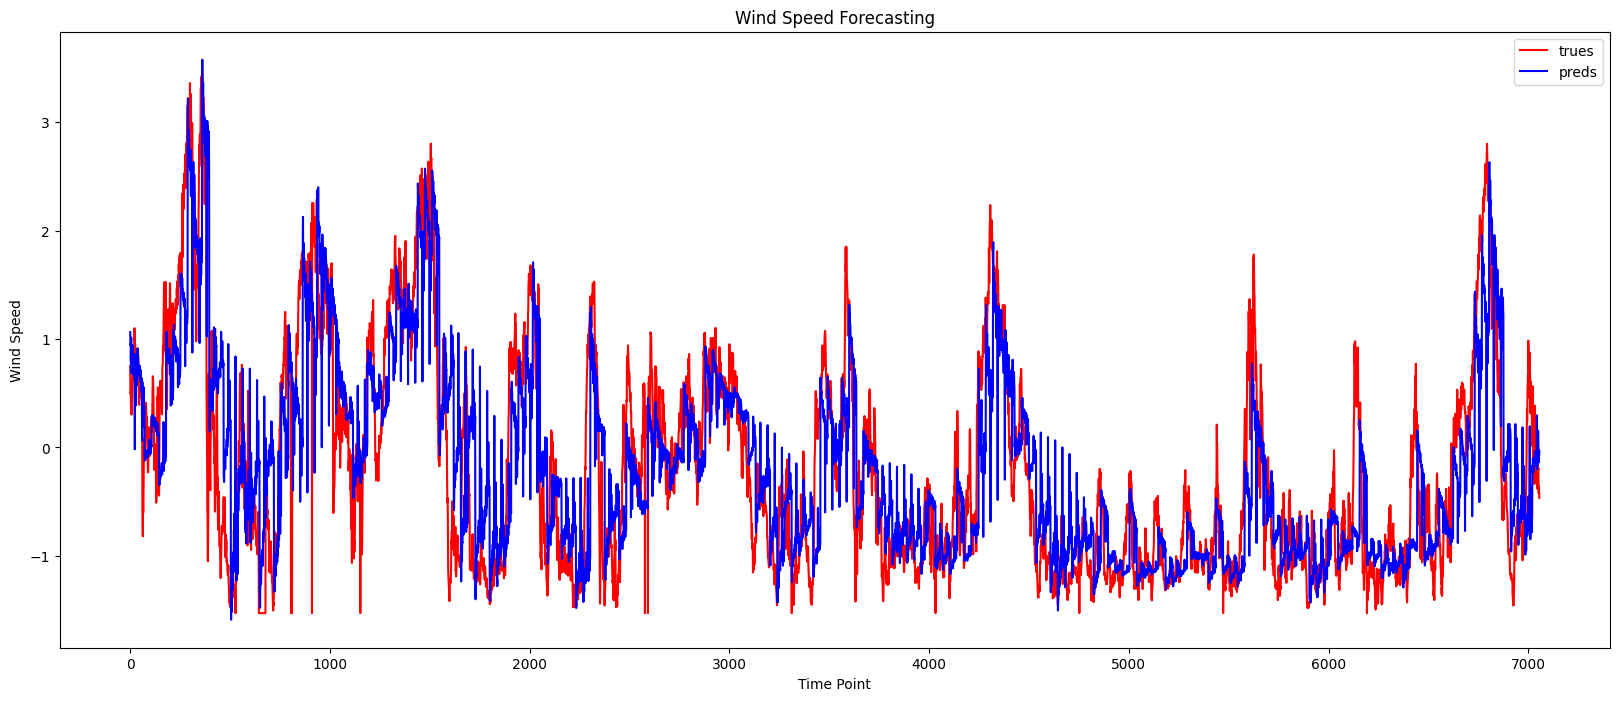 Wind Speed Forecasting
trues
preds
Wind Speed
3
2
1
0
−1
0 1000 2000 3000 4000 5000 6000 7000
Time Point